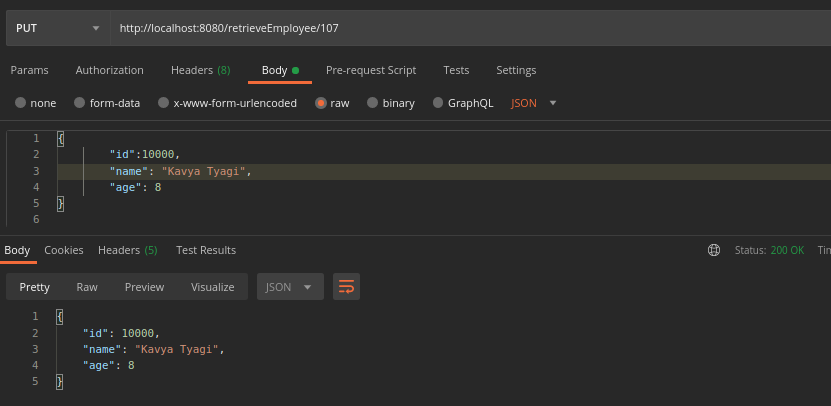 PUT http://localhost:8080/retrieveEmployee/107
Params Authorization Headers (8) Body Pre-request Script Tests Settings
none form-data x-www-form-urlencoded raw binary GraphQL JSON
1 {
2 "id":10000,
3 "name": "Kavya Tyagi",
4 "age": 8
5 }
6
Body Cookies Headers (5) Test Results Status: 200 OK Tin
Pretty Raw Preview Visualize JSON
1 {
2 "id": 10000,
3 "name": "Kavya Tyagi",
4 "age": 8
5 }